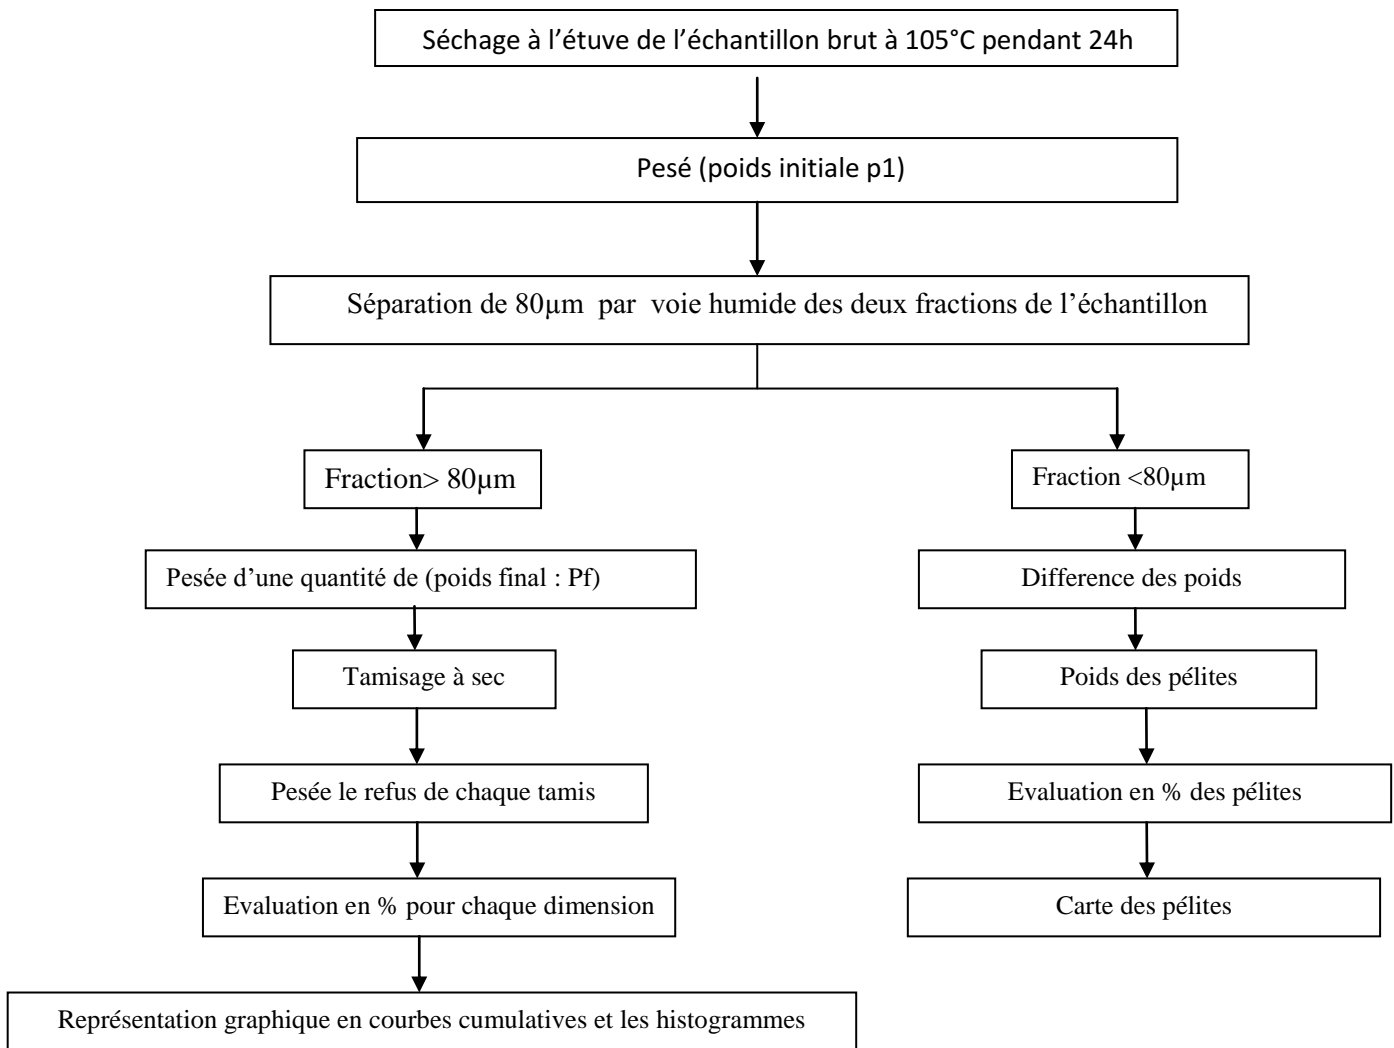 Séchage à l’étuve de l’échantillon brut à 105°C pendant 24h
Pesé (poids initiale p1)
Séparation de 80µm par voie humide des deux fractions de l’échantillon
Fraction> 80µm
Pesée d’une quantité de (poids final : Pf)
Tamisage à sec
Pesée le refus de chaque tamis
Evaluation en % pour chaque dimension
Représentation graphique en courbes cumulatives et les histogrammes
Fraction <80µm
Difference des poids
Poids des pélites
Evaluation en % des pélites
Carte des pélites